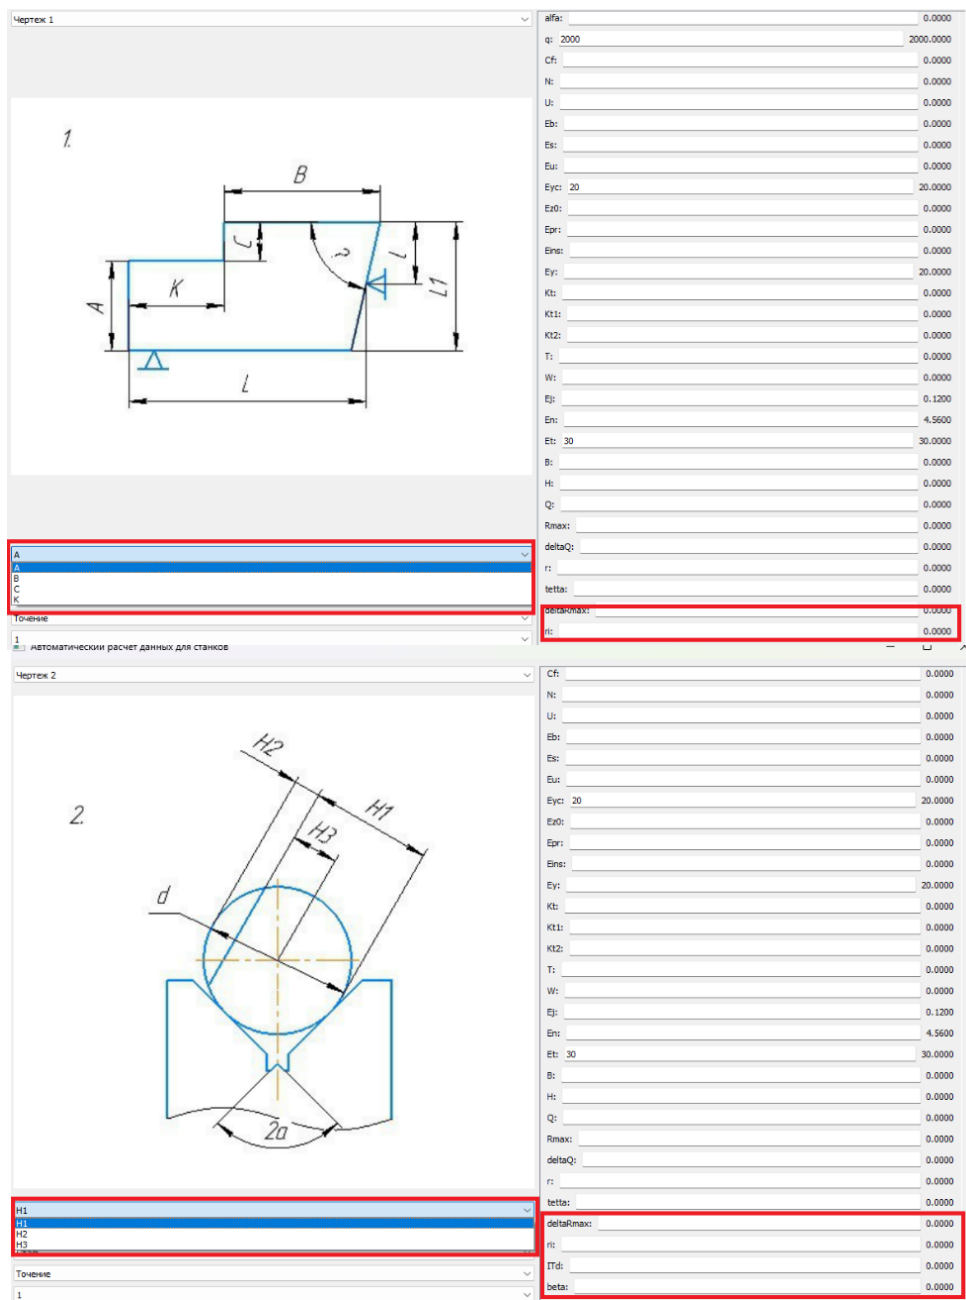 Чертеж 1
1.
B
C
?
l
L1
A
K
L
A
A
B
C
K
Точение
1
alfa: 0.0000
q: 2000 2000.0000
Cf: 0.0000
N: 0.0000
U: 0.0000
Eb: 0.0000
Es: 0.0000
Eu: 0.0000
Eyc: 20 20.0000
Ez0: 0.0000
Epr: 0.0000
Eins: 0.0000
Ey: 20.0000
Kt: 0.0000
Kt1: 0.0000
Kt2: 0.0000
T: 0.0000
W: 0.0000
Ej: 0.1200
En: 4.5600
Et: 30 30.0000
B: 0.0000
H: 0.0000
Q: 0.0000
Rmax: 0.0000
deltaQ: 0.0000
r: 0.0000
tetta: 0.0000
deltaRmax: 0.0000
ri: 0.0000
Автоматический расчет данных для станков
Чертеж 2
2.
H2
H1
H3
d
2a
H1
H1
H2
H3
Точение
1
Cf: 0.0000
N: 0.0000
U: 0.0000
Eb: 0.0000
Es: 0.0000
Eu: 0.0000
Eyc: 20 20.0000
Ez0: 0.0000
Epr: 0.0000
Eins: 0.0000
Ey: 20.0000
Kt: 0.0000
Kt1: 0.0000
Kt2: 0.0000
T: 0.0000
W: 0.0000
Ej: 0.1200
En: 4.5600
Et: 30 30.0000
B: 0.0000
H: 0.0000
Q: 0.0000
Rmax: 0.0000
deltaQ: 0.0000
r: 0.0000
tetta: 0.0000
deltaRmax: 0.0000
ri: 0.0000
ITd: 0.0000
beta: 0.0000